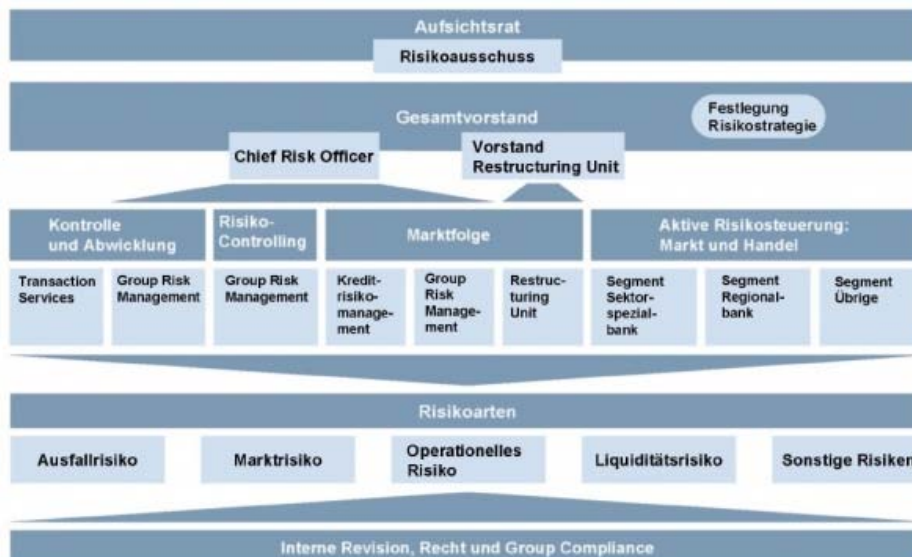 Aufsichtsrat
Risikoausschuss
Gesamtvorstand
Festlegung
Risikostrategie
Chief Risk Officer
Vorstand
Restructuring Unit
Kontrolle
und Abwicklung
Risiko-
Controlling
Marktfolge
Aktive Risikosteuerung:
Markt und Handel
Transaction
Services
Group Risk
Management
Group Risk
Management
Kredit-
risiko-
manage-
ment
Group
Risk
Manage-
ment
Restruc-
turing
Unit
Segment
Sektor-
spezial-
bank
Segment
Regional-
bank
Segment
Übrige
Risikoarten
Ausfallrisiko
Marktrisiko
Operationelles
Risiko
Liquiditätsrisiko
Sonstige Risiken
Interne Revision, Recht und Group Compliance